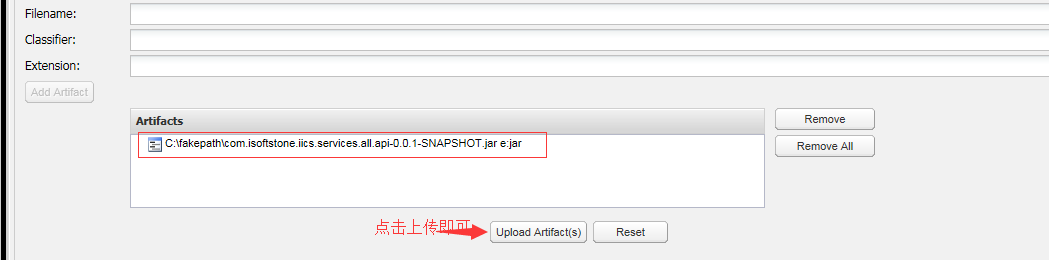 Filename:
Classifier:
Extension:
Add Artifact
Artifacts
C:\fakepath\com.isoftstone.iics.services.all.api-0.0.1-SNAPSHOT.jar e:jar
Remove
Remove All
点击上传即可
Upload Artifact(s)
Reset